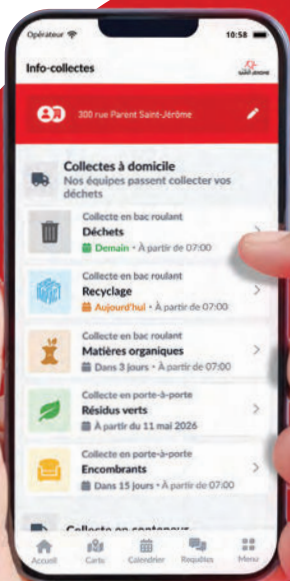 Opérateur 10:58
Info-collectes
SAINT-JÉRÔME
300 rue Parent Saint-Jérôme
Collectes à domicile
Nos équipes passent collecter vos
déchets
Collecte en bac roulant
Déchets
Demain • À partir de 07:00
Collecte en bac roulant
Recyclage
Aujourd'hui • À partir de 07:00
Collecte en bac roulant
Matières organiques
Dans 3 jours • À partir de 07:00
Collecte en porte-à-porte
Résidus verts
À partir du 11 mai 2026
Collecte en porte-à-porte
Encombrants
Dans 15 jours • À partir de 07:00
Collecte en conteneur
Accueil Carte Calendrier Requêtes Menu